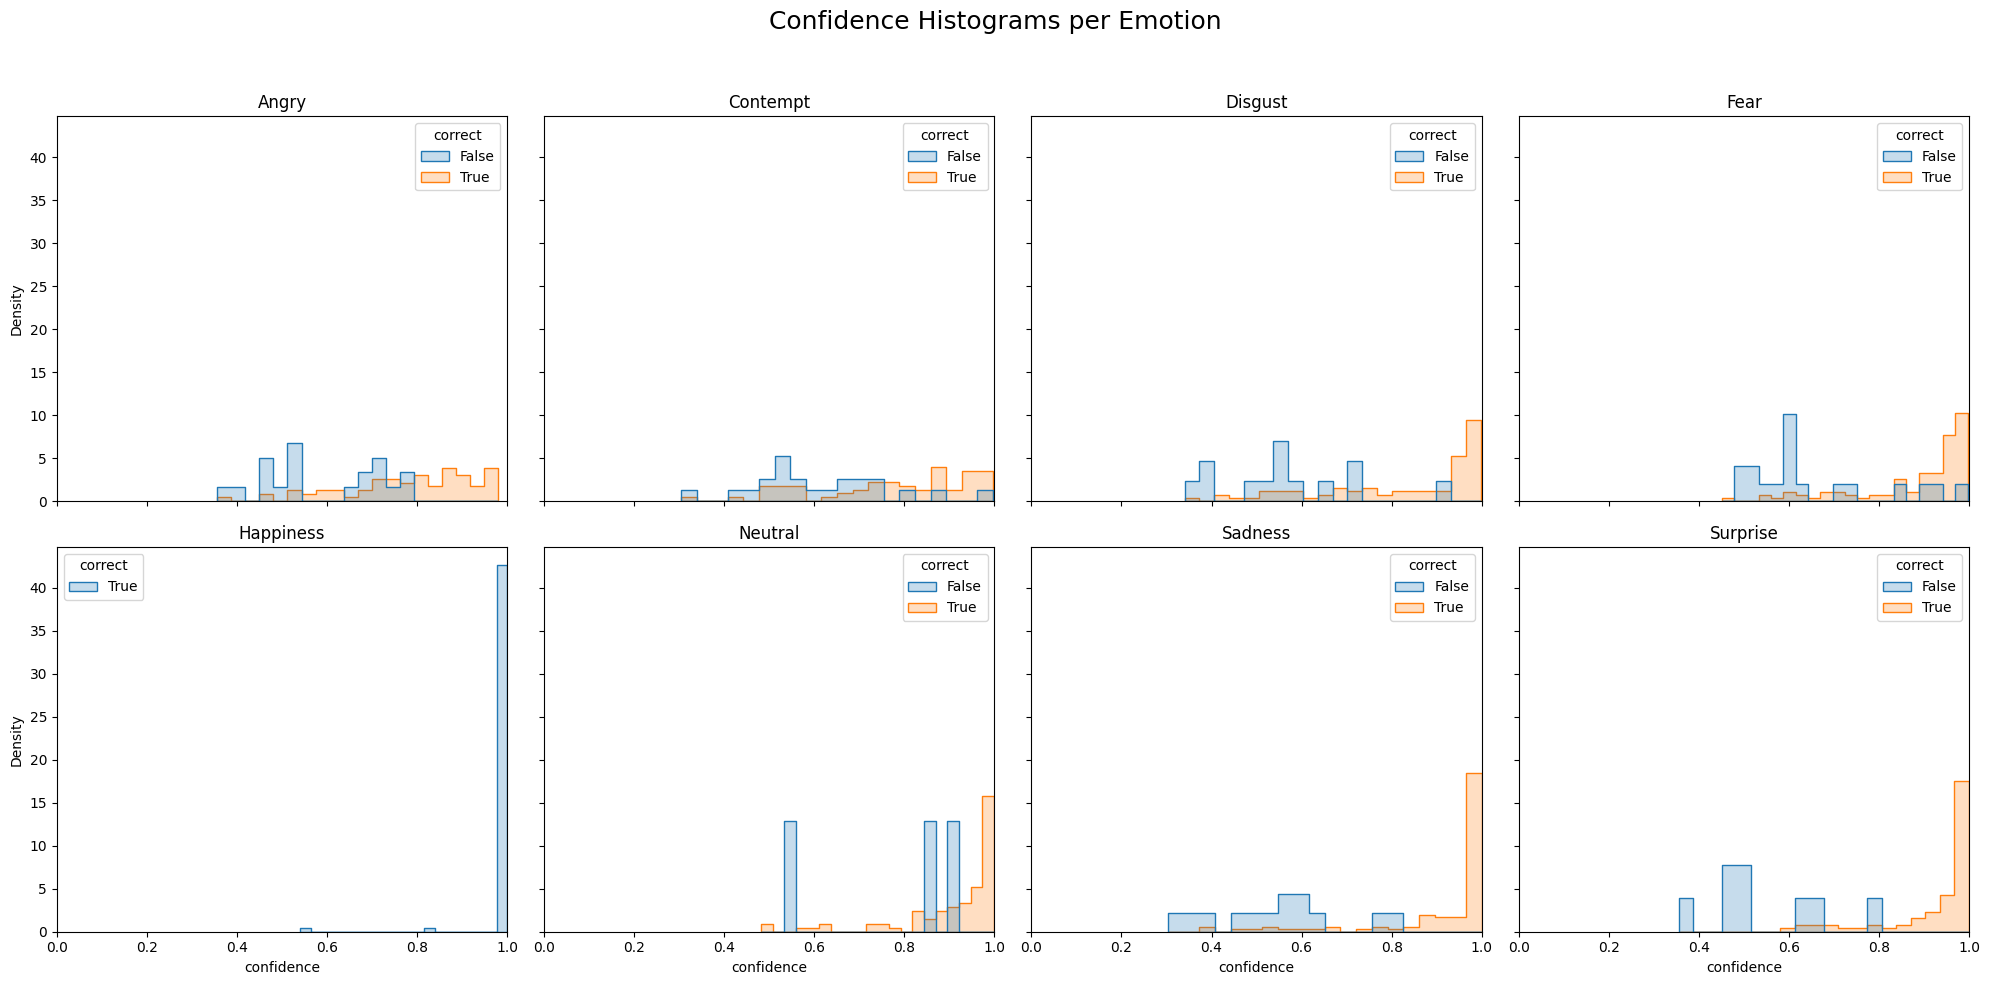 Confidence Histograms per Emotion
Angry
Contempt
Disgust
Fear
correct
False
True
correct
False
True
correct
False
True
correct
False
True
40
35
30
25
20
15
10
5
0
Density
Happiness
Neutral
Sadness
Surprise
correct
True
correct
False
True
correct
False
True
correct
False
True
40
35
30
25
20
15
10
5
0
Density
0.0 0.2 0.4 0.6 0.8 1.0
0.0 0.2 0.4 0.6 0.8 1.0
0.0 0.2 0.4 0.6 0.8 1.0
0.0 0.2 0.4 0.6 0.8 1.0
confidence
confidence
confidence
confidence